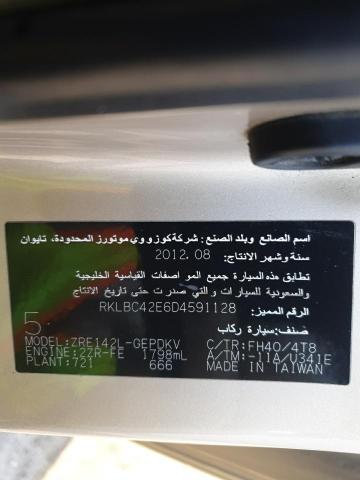 اسم الصانع وبلد الصنع: شركة كوزووي موتورز المحدودة، تايوان
سنة وشهر الانتاج: 2012.08
تطابق هذه السيارة جميع المواصفات القياسية الخليجية
والسعودية للسيارات والتي صدرت حتى تاريخ الانتاج
الرقم المميز: RKLBC42E6D4591128
صنف: سيارة ركاب
5
MODEL: ZRE142L-GEPDKV C/TR: FH40/4T8
ENGINE: 2ZR-FE 1798mL A/TM: -11A/U341E
PLANT: 721 666 MADE IN TAIWAN